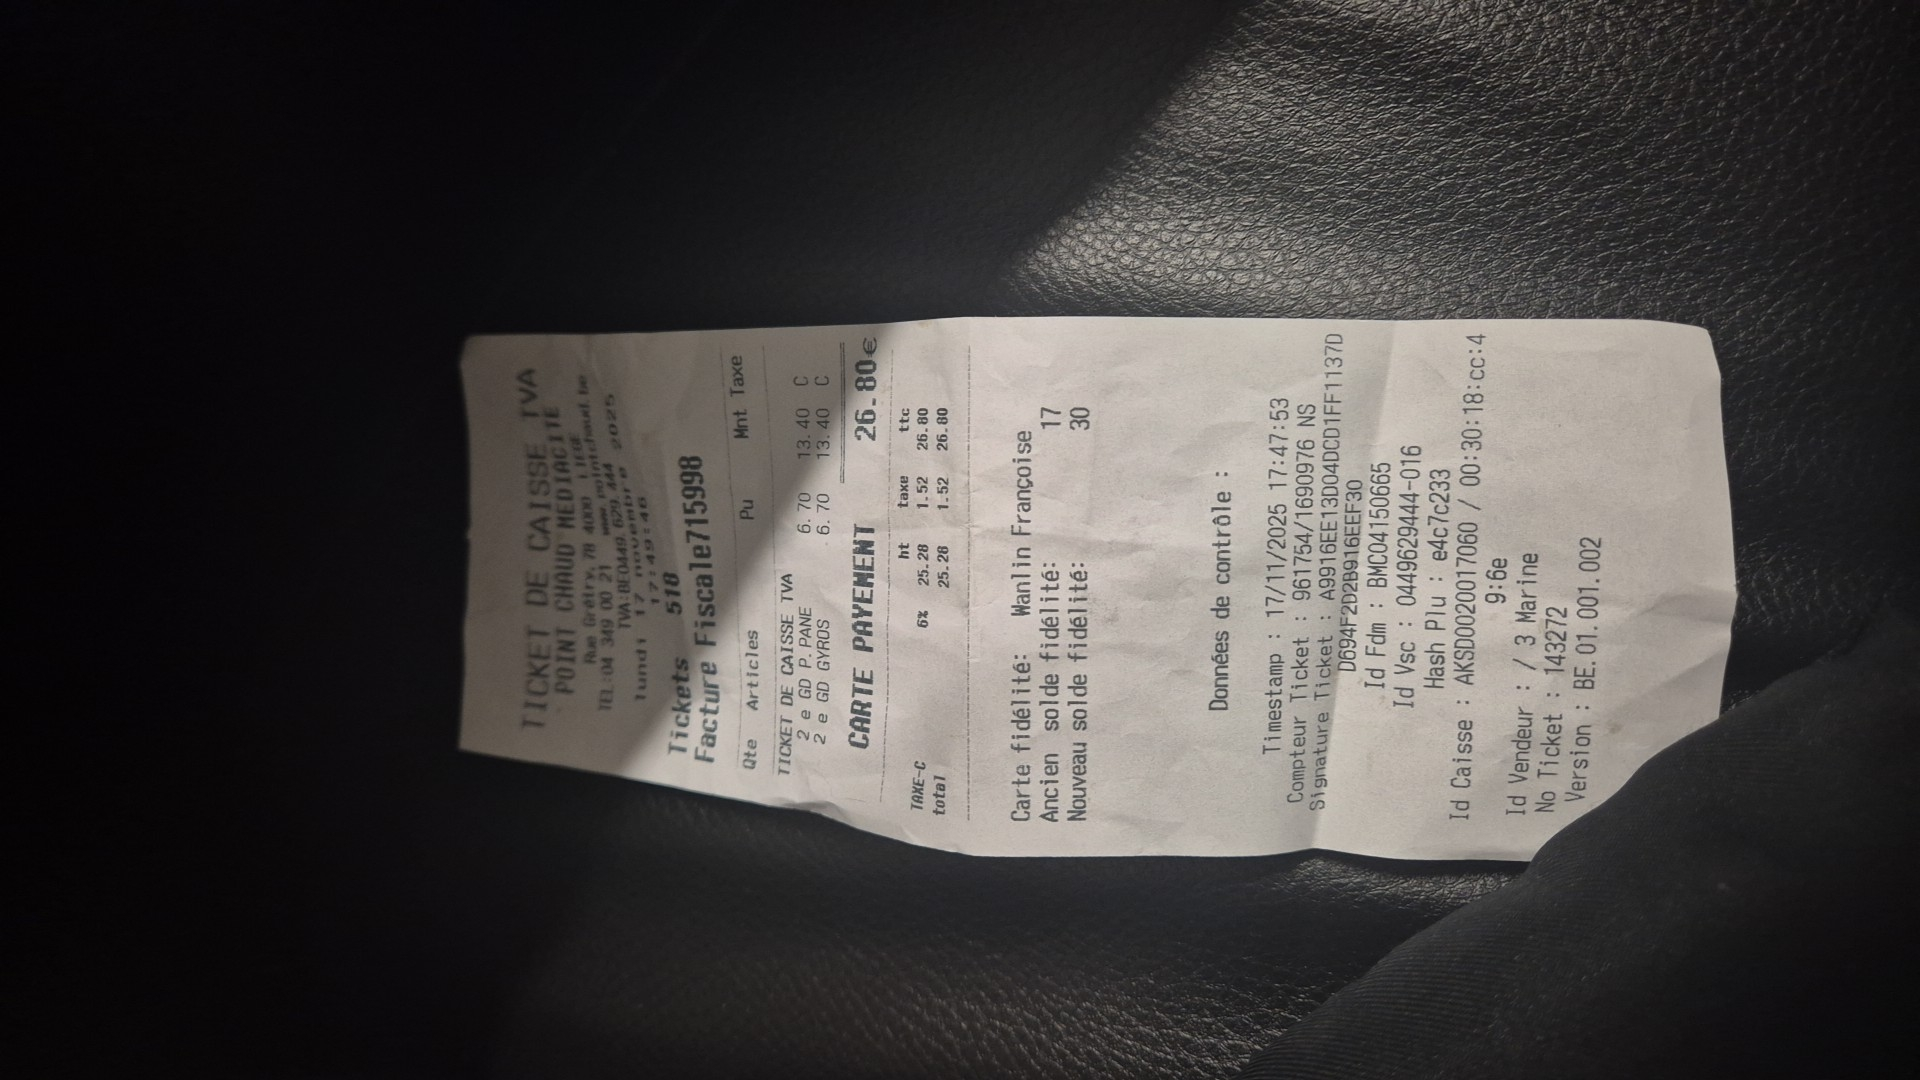 TICKET DE CAISSE TVA
POINT CHAUD MEDIACITE
Rue Grétry, 78 4000 LIEGE
TEL:04 349 00 21 www.pointchaud.be
TVA:BE0449.629.444
lundi 17 novembre 2025
17:49:46
Tickets 518
Facture Fiscale715998
Qte Articles Pu Mnt Taxe
TICKET DE CAISSE TVA
2 e GD P. PANE 6.70 13.40 C
2 e GD GYROS 6.70 13.40 C
CARTE PAYEMENT 26.80€
ht taxe ttc
TAXE-C 6% 25.28 1.52 26.80
total 25.28 1.52 26.80
Carte fidélité: Wanlin Françoise
Ancien solde fidélité: 17
Nouveau solde fidélité: 30
Données de contrôle :
Timestamp : 17/11/2025 17:47:53
Compteur Ticket : 961754/1690976 NS
Signature Ticket : A9916EE13D04DCD1FF1137D
D694F2D2B916EEF30
Id Fdm : BMC04150665
Id Vsc : 0449629444-016
Hash Plu : e4c7c233
Id Caisse : AKSD0020017060 / 00:30:18:cc:4
9:6e
Id Vendeur : / 3 Marine
No Ticket : 143272
Version : BE.01.001.002